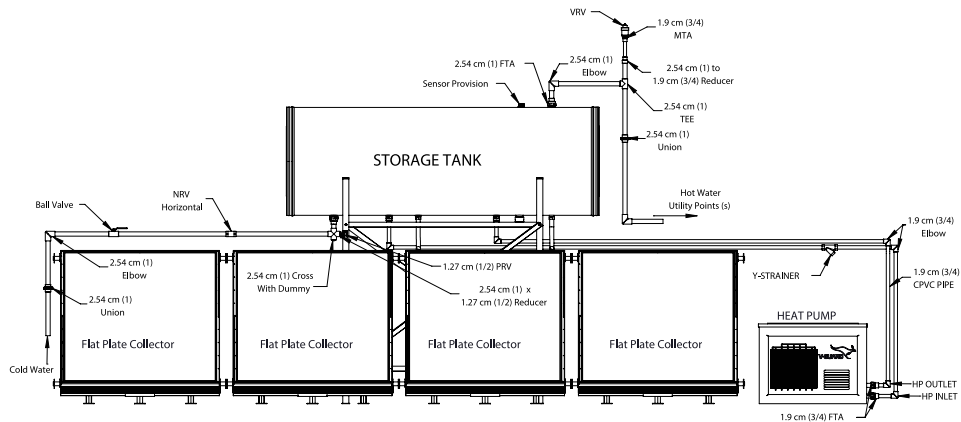 VRV
1.9 cm (3/4)
MTA
2.54 cm (1) FTA
2.54 cm (1)
Elbow
2.54 cm (1) to
1.9 cm (3/4) Reducer
Sensor Provision
2.54 cm (1)
TEE
2.54 cm (1)
Union
STORAGE TANK
Hot Water
Utility Points (s)
NRV
Horizontal
Ball Valve
1.9 cm (3/4)
Elbow
2.54 cm (1)
Elbow
2.54 cm (1) Cross
With Dummy
1.27 cm (1/2) PRV
2.54 cm (1) x
1.27 cm (1/2) Reducer
Y-STRAINER
1.9 cm (3/4)
CPVC PIPE
2.54 cm (1)
Union
HEAT PUMP
Flat Plate Collector
Flat Plate Collector
Flat Plate Collector
Flat Plate Collector
V-GUARD
Cold Water
HP OUTLET
HP INLET
1.9 cm (3/4) FTA